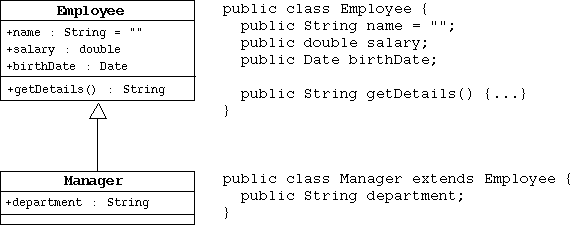 Employee
+name : String = ""
+salary : double
+birthDate : Date
+getDetails() : String
public class Employee {
public String name = "";
public double salary;
public Date birthDate;
public String getDetails() {...}
}
Manager
+department : String
public class Manager extends Employee {
public String department;
}